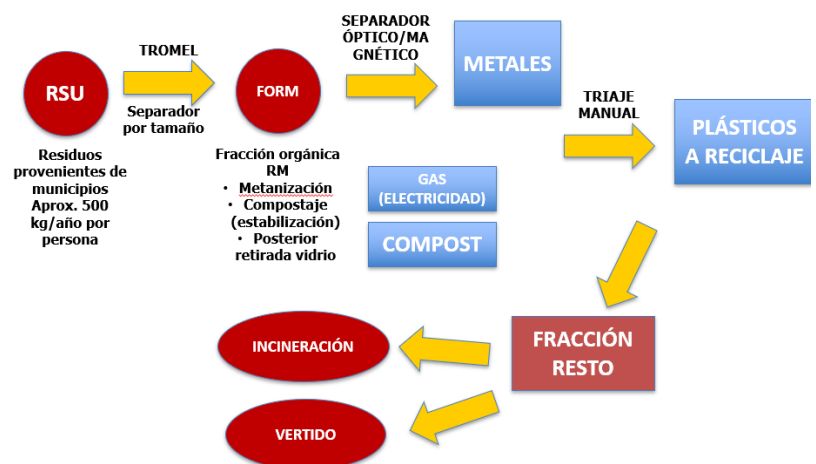 RSU
TROMEL
Separador
por tamaño
Residuos
provenientes de
municipios
Aprox. 500
kg/año por
persona
FORM
Fracción orgánica
RM
• Metanización
• Compostaje
(estabilización)
• Posterior
retirada vidrio
SEPARADOR
ÓPTICO/MA
GNÉTICO
METALES
GAS
(ELECTRICIDAD)
COMPOST
TRIAJE
MANUAL
PLÁSTICOS
A RECICLAJE
FRACCIÓN
RESTO
INCINERACIÓN
VERTIDO